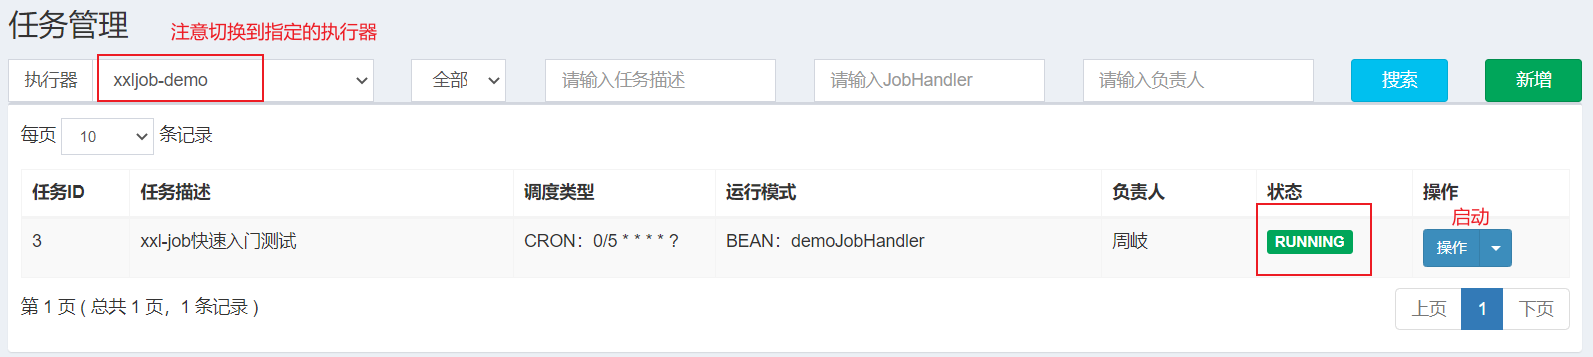 任务管理
注意切换到指定的执行器
执行器 xxljob-demo 全部 请输入任务描述 请输入JobHandler 请输入负责人 搜索 新增
每页 10 条记录
任务ID 任务描述 调度类型 运行模式 负责人 状态 操作
启动
3 xxl-job快速入门测试 CRON：0/5 * * * * ? BEAN：demoJobHandler 周岐 RUNNING 操作
第 1 页 ( 总共 1 页，1 条记录 ) 上页 1 下页